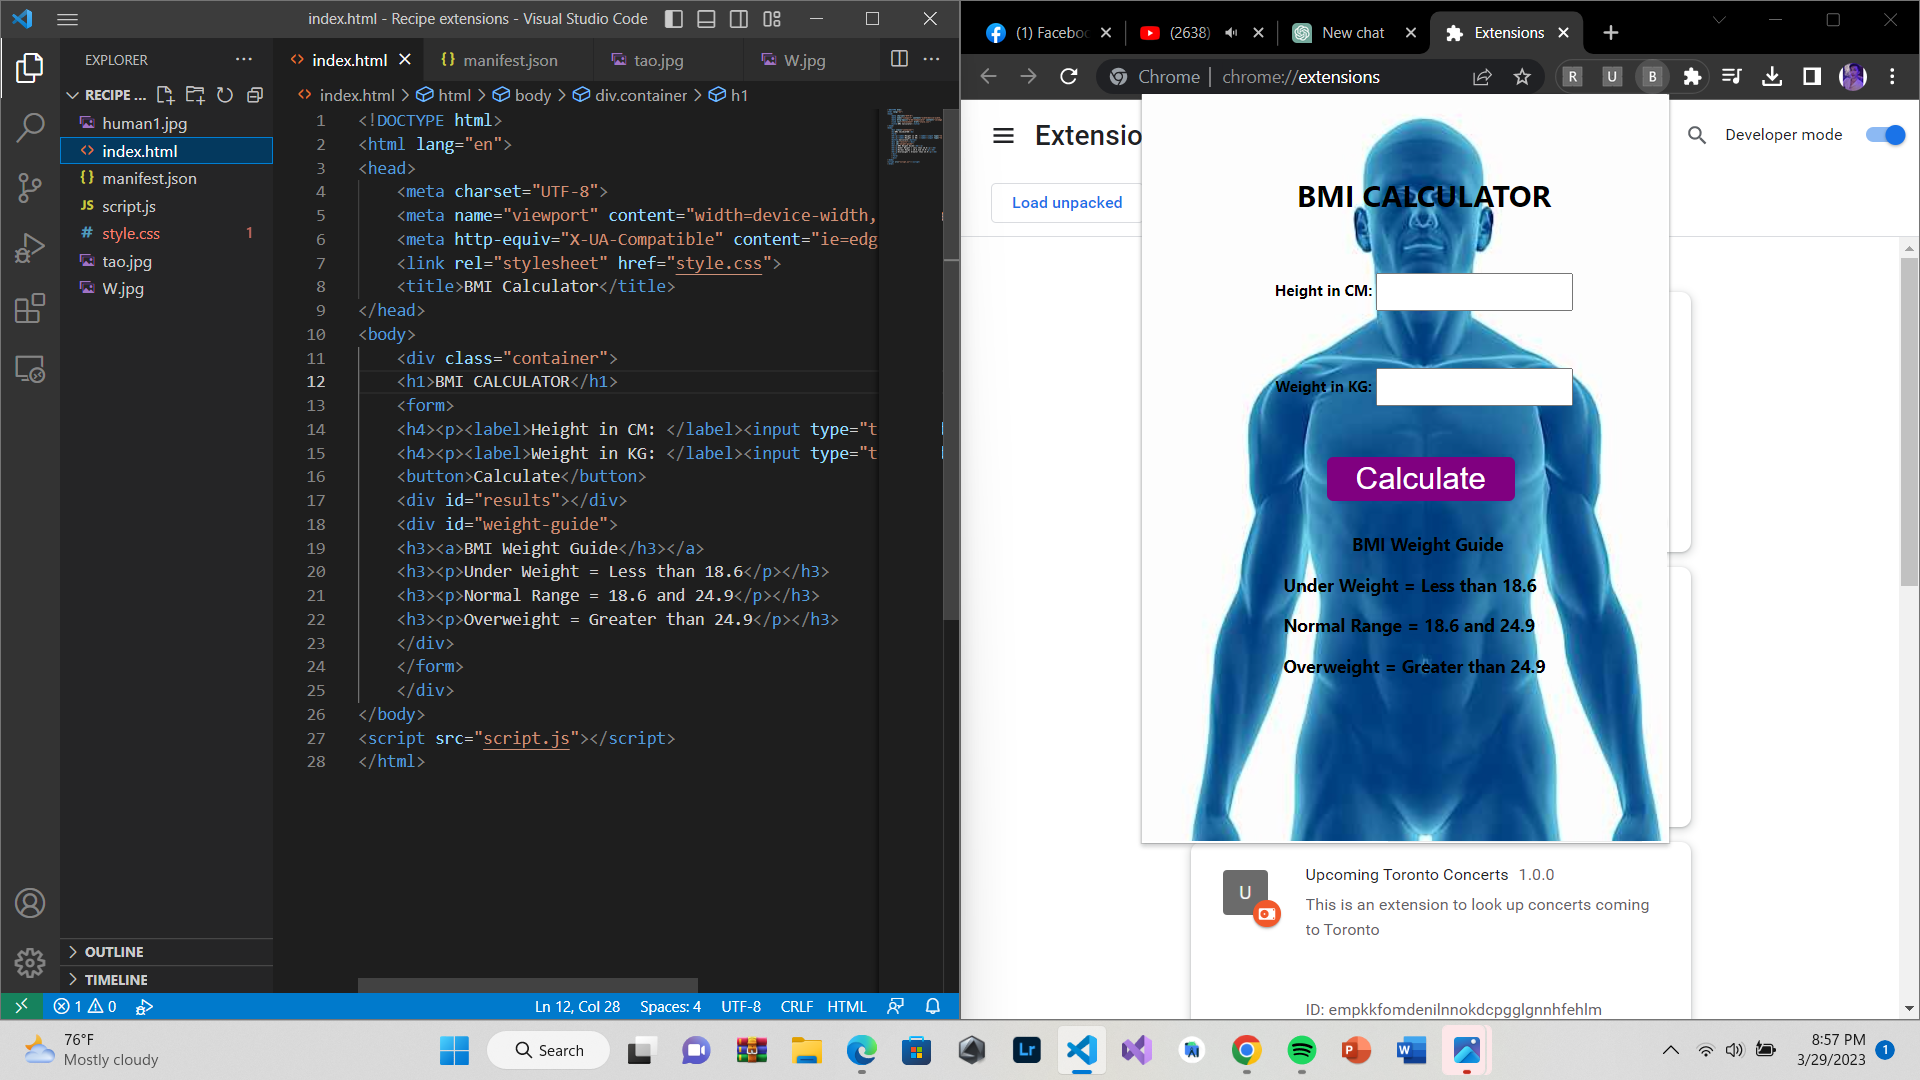 index.html - Recipe extensions - Visual Studio Code
EXPLORER
RECIPE ...
human1.jpg
index.html
manifest.json
JS script.js
# style.css 1
tao.jpg
W.jpg
OUTLINE
TIMELINE
index.html
manifest.json
tao.jpg
W.jpg
index.html > html > body > div.container > h1
1 <!DOCTYPE html>
2 <html lang="en">
3 <head>
4 <meta charset="UTF-8">
5 <meta name="viewport" content="width=device-width,
6 <meta http-equiv="X-UA-Compatible" content="ie=edg
7 <link rel="stylesheet" href="style.css">
8 <title>BMI Calculator</title>
9 </head>
10 <body>
11 <div class="container">
12 <h1>BMI CALCULATOR</h1>
13 <form>
14 <h4><p><label>Height in CM: </label><input type="t
15 <h4><p><label>Weight in KG: </label><input type="t
16 <button>Calculate</button>
17 <div id="results"></div>
18 <div id="weight-guide">
19 <h3><a>BMI Weight Guide</h3></a>
20 <h3><p>Under Weight = Less than 18.6</p></h3>
21 <h3><p>Normal Range = 18.6 and 24.9</p></h3>
22 <h3><p>Overweight = Greater than 24.9</p></h3>
23 </div>
24 </form>
25 </div>
26 </body>
27 <script src="script.js"></script>
28 </html>
1 0
Ln 12, Col 28 Spaces: 4 UTF-8 CRLF HTML
(1) Facebo
(2638)
New chat
Extensions
Chrome | chrome://extensions
R U B
Extensio
Developer mode
Load unpacked
BMI CALCULATOR
Height in CM:
Weight in KG:
Calculate
BMI Weight Guide
Under Weight = Less than 18.6
Normal Range = 18.6 and 24.9
Overweight = Greater than 24.9
U
Upcoming Toronto Concerts 1.0.0
This is an extension to look up concerts coming
to Toronto
ID: empkkfomdenilnnokdcpgglgnnhfehlm
76°F
Mostly cloudy
Search
Lr
P
W
8:57 PM
3/29/2023
1